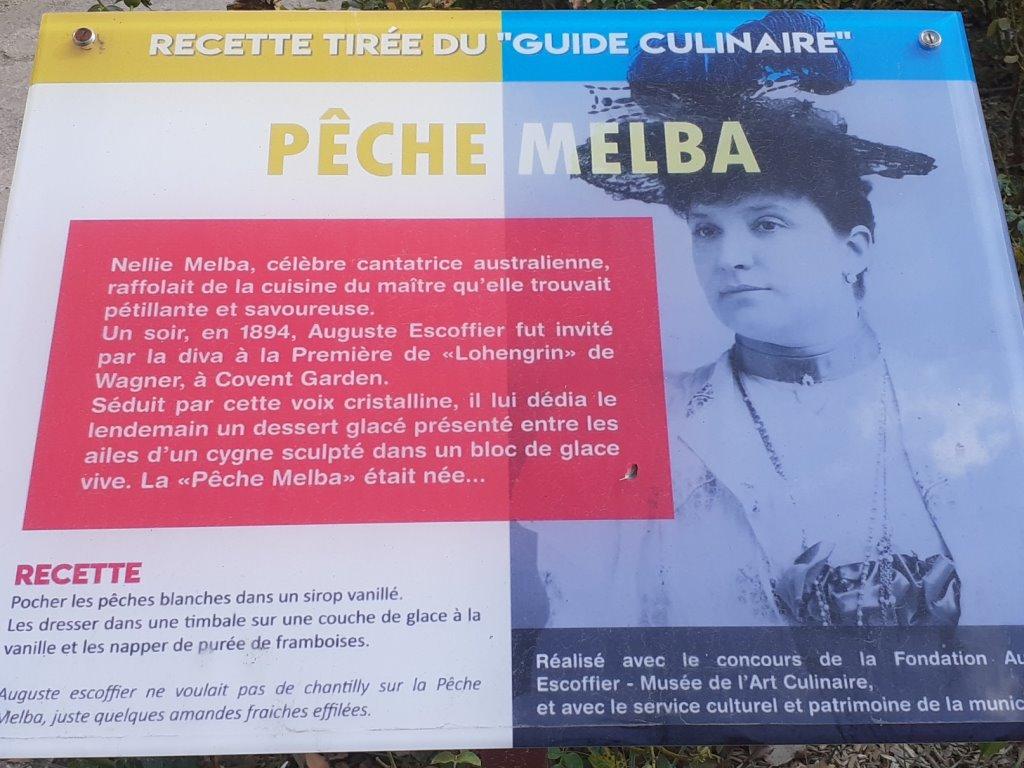 RECETTE TIRÉE DU "GUIDE CULINAIRE"
PÊCHE MELBA
Nellie Melba, célèbre cantatrice australienne,
raffolait de la cuisine du maître qu'elle trouvait
pétillante et savoureuse.
Un soir, en 1894, Auguste Escoffier fut invité
par la diva à la Première de «Lohengrin» de
Wagner, à Covent Garden.
Séduit par cette voix cristalline, il lui dédia le
lendemain un dessert glacé présenté entre les
ailes d'un cygne sculpté dans un bloc de glace
vive. La «Pêche Melba» était née...
RECETTE
Pocher les pêches blanches dans un sirop vanillé.
Les dresser dans une timbale sur une couche de glace à la
vanille et les napper de purée de framboises.
Auguste escoffier ne voulait pas de chantilly sur la Pêche
Melba, juste quelques amandes fraiches effilées.
Réalisé avec le concours de la Fondation Au
Escoffier - Musée de l'Art Culinaire,
et avec le service culturel et patrimoine de la munic